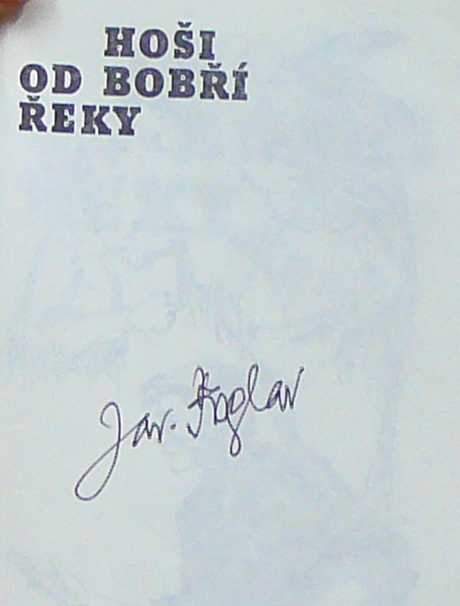 HOŠI
OD BOBŘÍ
ŘEKY
Jar. Foglar